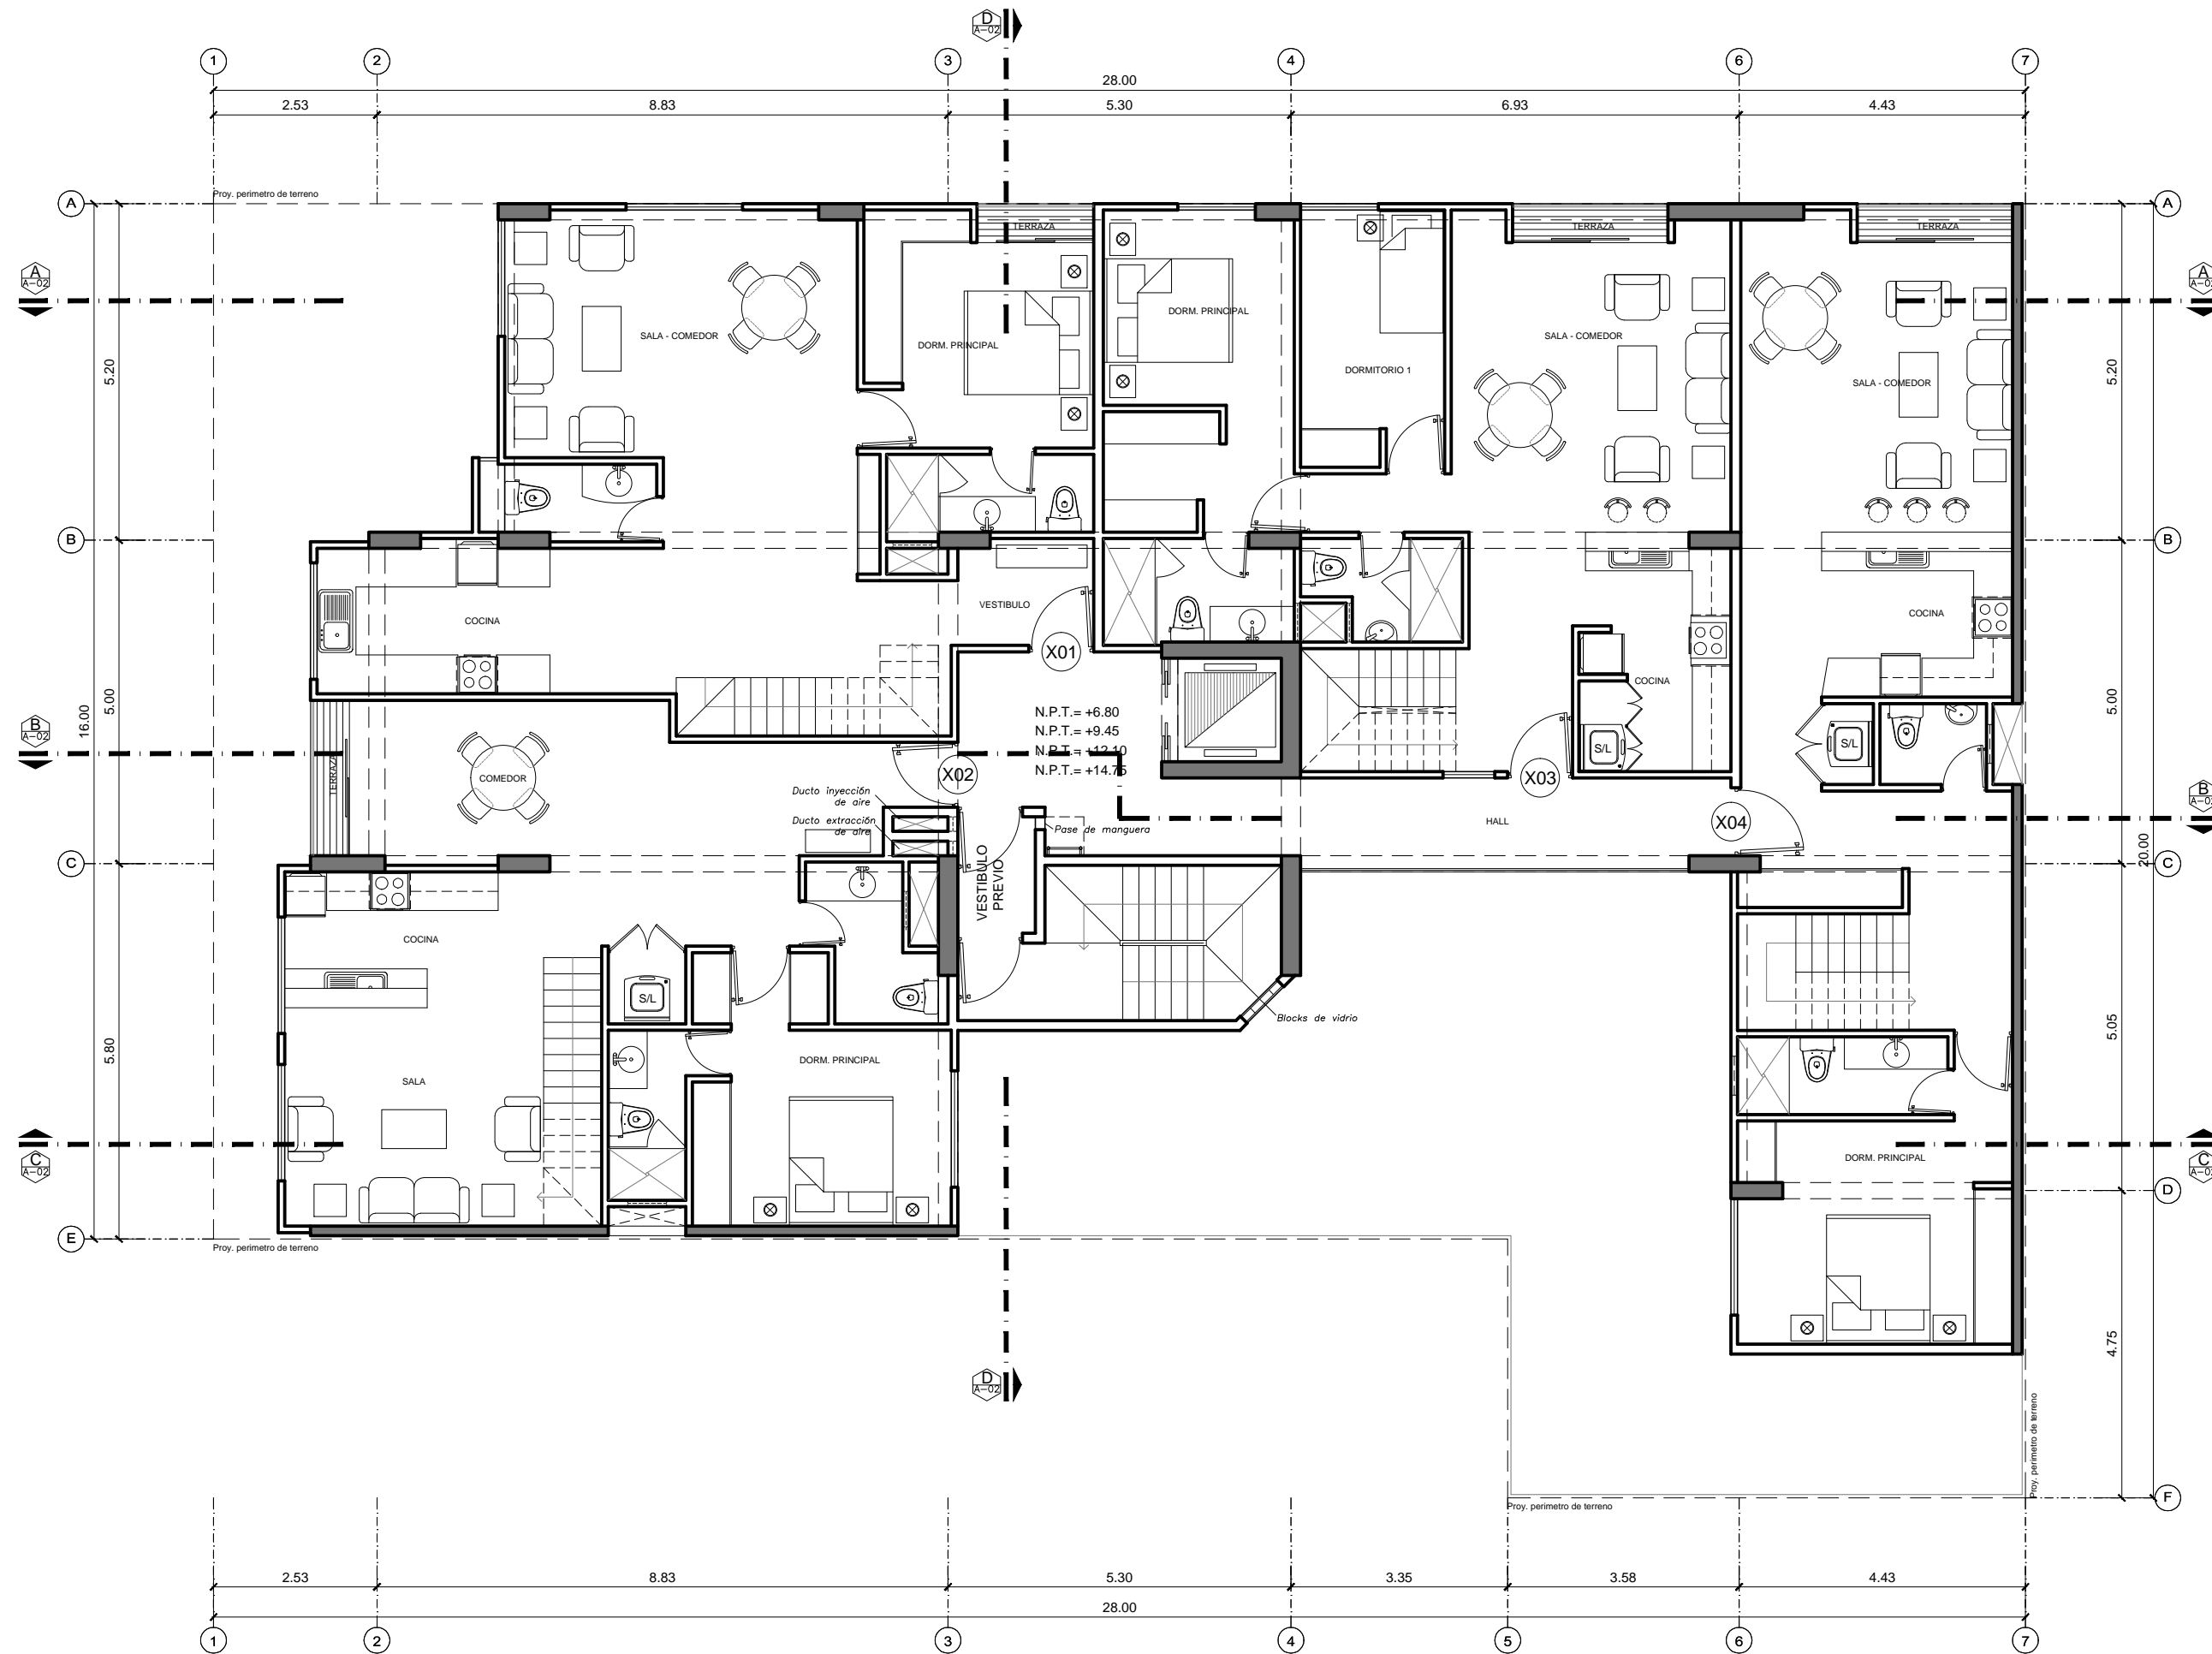 D
A-02
1
2
3
4
6
7
28.00
2.53
8.83
5.30
6.93
4.43
Proy. perimetro de terreno
A
A
TERRAZA
TERRAZA
TERRAZA
A
A-02
A
DORM. PRINCIPAL
SALA - COMEDOR
DORM. PRINCIPAL
SALA - COMEDOR
5.20
5.20
DORMITORIO 1
SALA - COMEDOR
B
B
VESTIBULO
COCINA
COCINA
X01
COCINA
5.00
5.00
16.00
N.P.T.= +6.80
N.P.T.= +9.45
N.P.T.= +12.10
N.P.T.= +14.75
B
A-02
S/L
S/L
TERRAZA
COMEDOR
X02
X03
B
Ducto inyección
de aire
Ducto extracción
de aire
Pase de manguera
HALL
X04
20.00
C
C
VESTIBULO
PREVIO
COCINA
S/L
Blocks de vidrio
5.80
5.05
DORM. PRINCIPAL
SALA
C
A-02
DORM. PRINCIPAL
C
D
E
Proy. perimetro de terreno
4.75
D
A-02
Proy. perimetro de terreno
F
Proy. perimetro de terreno
2.53
8.83
5.30
3.35
3.58
4.43
28.00
1
2
3
4
5
6
7